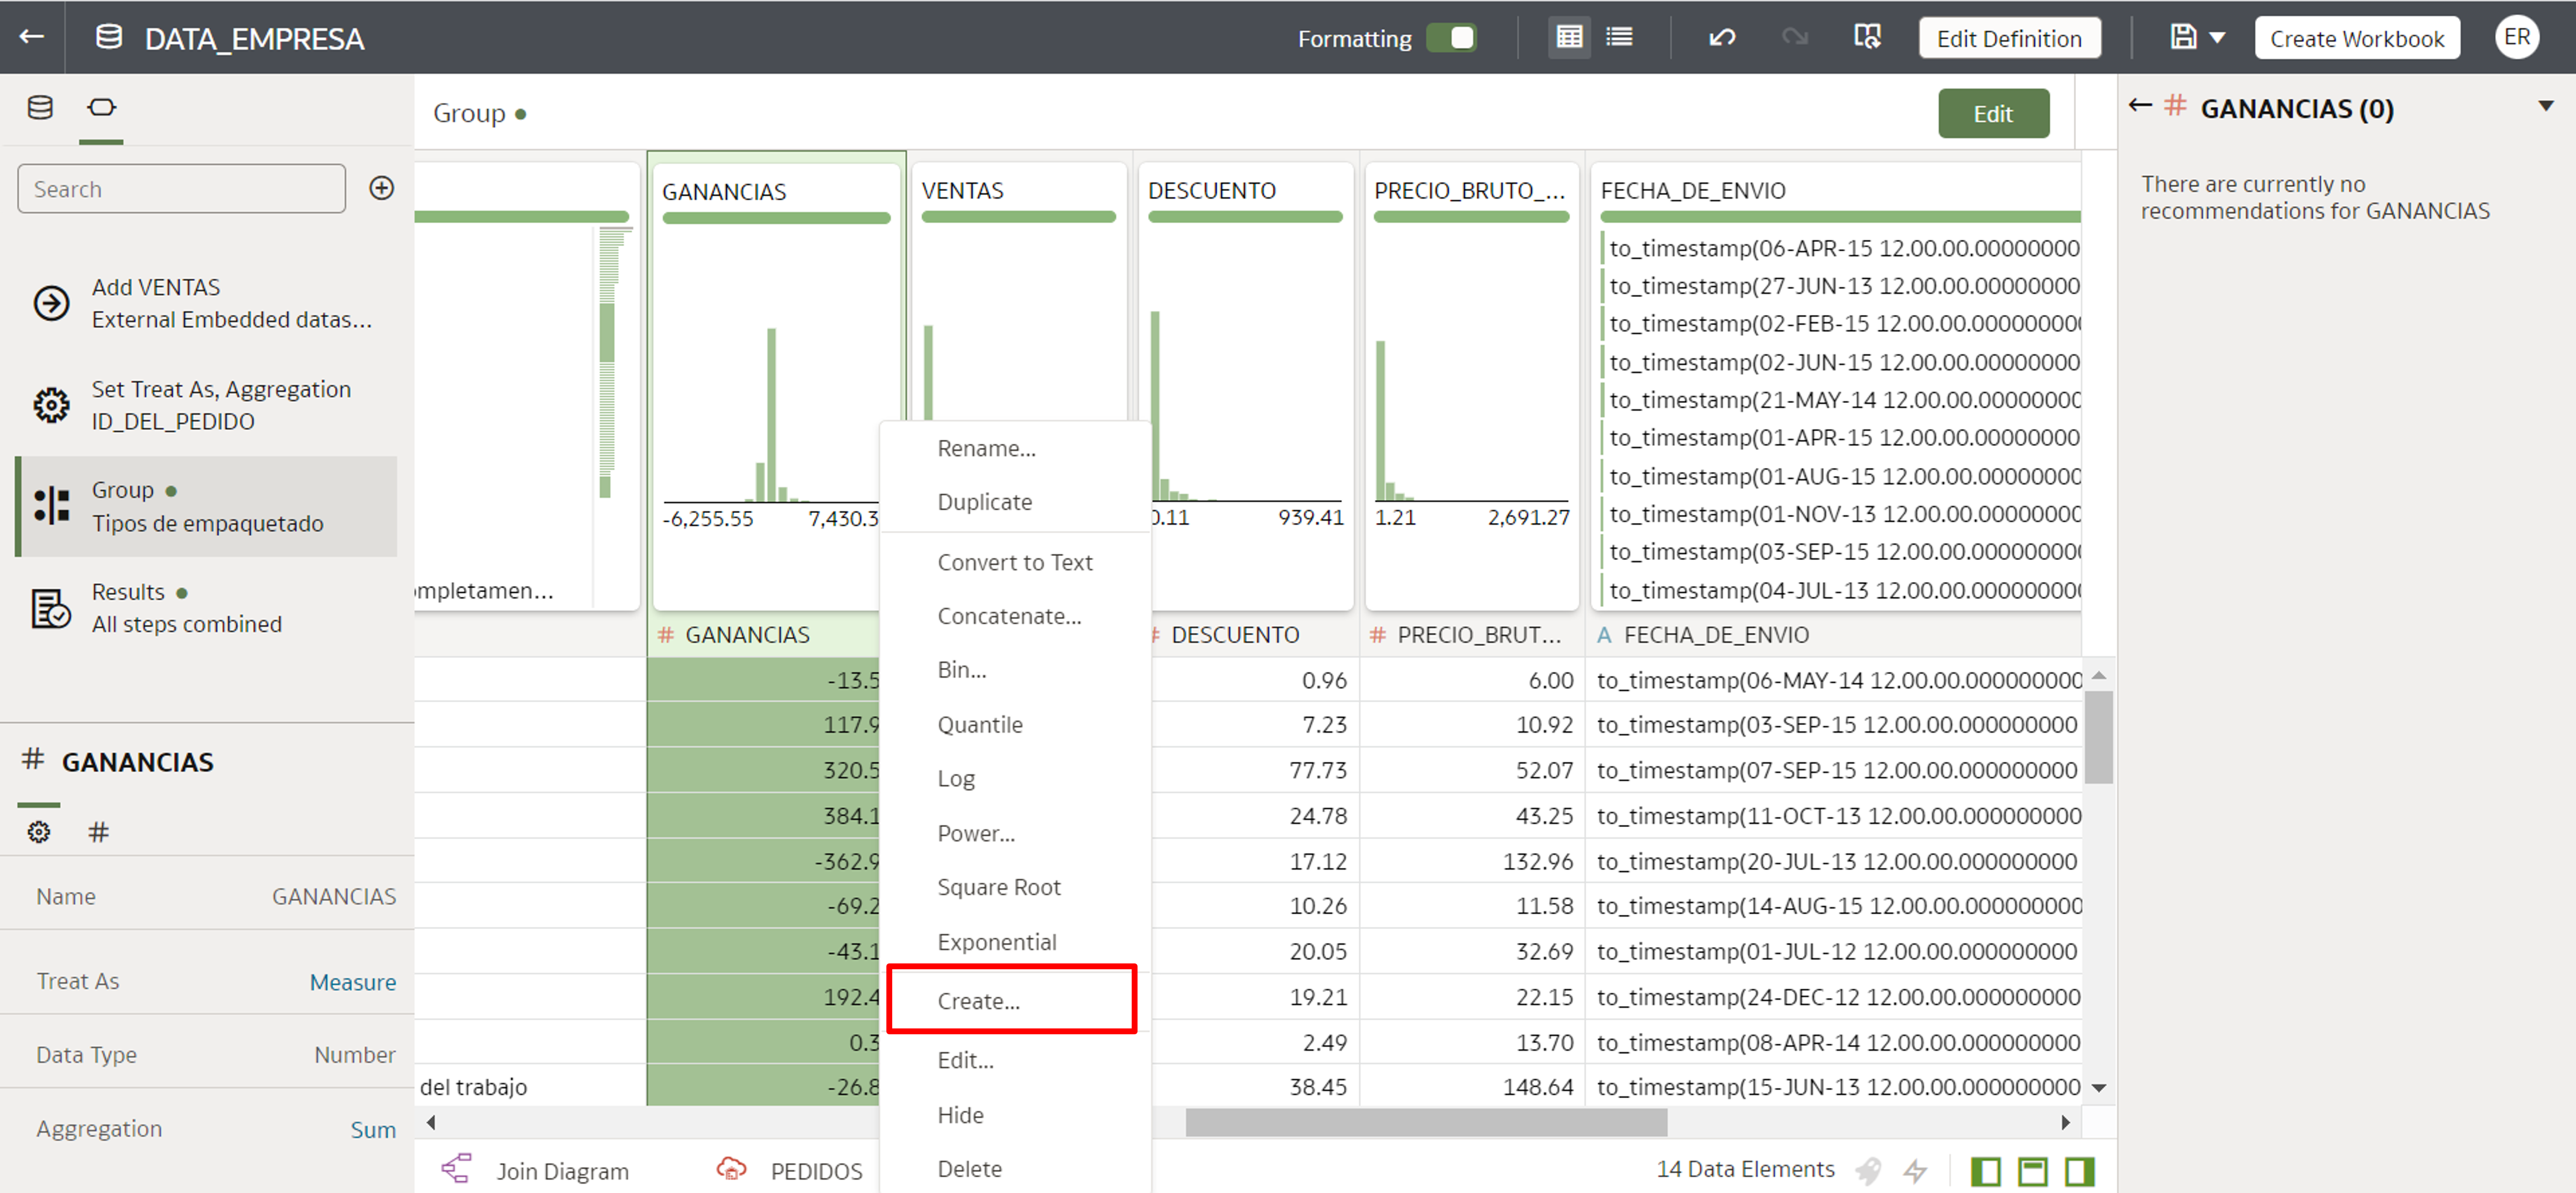 DATA_EMPRESA
Formatting
Edit Definition
Create Workbook
ER
Search
Add VENTAS
External Embedded datas...
Set Treat As, Aggregation
ID_DEL_PEDIDO
Group
Tipos de empaquetado
Results
All steps combined
# GANANCIAS
#
Name GANANCIAS
Treat As Measure
Data Type Number
Aggregation Sum
Group
Edit
GANANCIAS
-6,255.55 7,430.3
VENTAS
DESCUENTO
0.11 939.41
PRECIO_BRUTO_...
1.21 2,691.27
FECHA_DE_ENVIO
to_timestamp(06-APR-15 12.00.00.00000000
to_timestamp(27-JUN-13 12.00.00.00000000
to_timestamp(02-FEB-15 12.00.00.000000000
to_timestamp(02-JUN-15 12.00.00.00000000
to_timestamp(21-MAY-14 12.00.00.00000000
to_timestamp(01-APR-15 12.00.00.00000000
to_timestamp(01-AUG-15 12.00.00.00000000
to_timestamp(01-NOV-13 12.00.00.00000000
to_timestamp(03-SEP-15 12.00.00.000000000
to_timestamp(04-JUL-13 12.00.00.000000000
mpletamen...
# GANANCIAS
# DESCUENTO
# PRECIO_BRUT...
A FECHA_DE_ENVIO
-13.5 0.96 6.00 to_timestamp(06-MAY-14 12.00.00.000000000
117.9 7.23 10.92 to_timestamp(03-SEP-15 12.00.00.000000000
320.5 77.73 52.07 to_timestamp(07-SEP-15 12.00.00.000000000
384.1 24.78 43.25 to_timestamp(11-OCT-13 12.00.00.000000000
-362.9 17.12 132.96 to_timestamp(20-JUL-13 12.00.00.000000000
-69.2 10.26 11.58 to_timestamp(14-AUG-15 12.00.00.000000000
-43.1 20.05 32.69 to_timestamp(01-JUL-12 12.00.00.000000000
192.4 19.21 22.15 to_timestamp(24-DEC-12 12.00.00.000000000
0.3 2.49 13.70 to_timestamp(08-APR-14 12.00.00.000000000
del trabajo -26.8 38.45 148.64 to_timestamp(15-JUN-13 12.00.00.000000000
Rename...
Duplicate
Convert to Text
Concatenate...
Bin...
Quantile
Log
Power...
Square Root
Exponential
Create...
Edit...
Hide
Delete
Join Diagram
PEDIDOS
14 Data Elements
# GANANCIAS (0)
There are currently no
recommendations for GANANCIAS